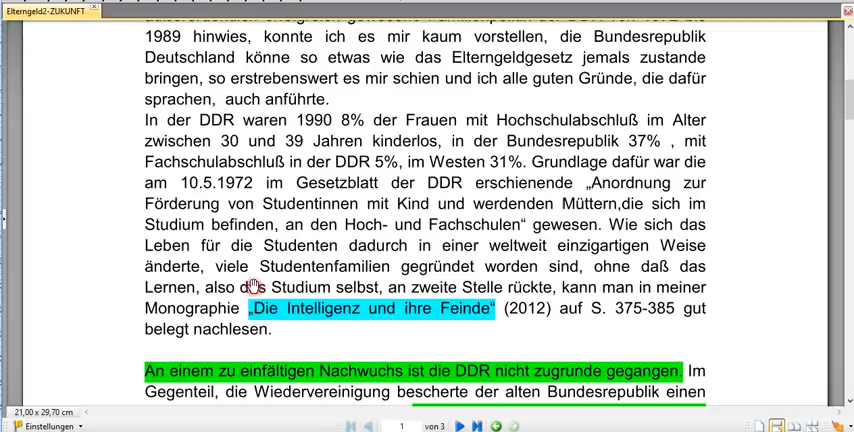 Elterngeld2-ZUKUNFT
1989 hinwies, konnte ich es mir kaum vorstellen, die Bundesrepublik
Deutschland könne so etwas wie das Elterngeldgesetz jemals zustande
bringen, so erstrebenswert es mir schien und ich alle guten Gründe, die dafür
sprachen, auch anführte.
In der DDR waren 1990 8% der Frauen mit Hochschulabschluß im Alter
zwischen 30 und 39 Jahren kinderlos, in der Bundesrepublik 37% , mit
Fachschulabschluß in der DDR 5%, im Westen 31%. Grundlage dafür war die
am 10.5.1972 im Gesetzblatt der DDR erschienende „Anordnung zur
Förderung von Studentinnen mit Kind und werdenden Müttern,die sich im
Studium befinden, an den Hoch- und Fachschulen“ gewesen. Wie sich das
Leben für die Studenten dadurch in einer weltweit einzigartigen Weise
änderte, viele Studentenfamilien gegründet worden sind, ohne daß das
Lernen, also das Studium selbst, an zweite Stelle rückte, kann man in meiner
Monographie „Die Intelligenz und ihre Feinde“ (2012) auf S. 375-385 gut
belegt nachlesen.
An einem zu einfältigen Nachwuchs ist die DDR nicht zugrunde gegangen. Im
Gegenteil, die Wiedervereinigung bescherte der alten Bundesrepublik einen
21,00 x 29,70 cm
Einstellungen
1 von 3